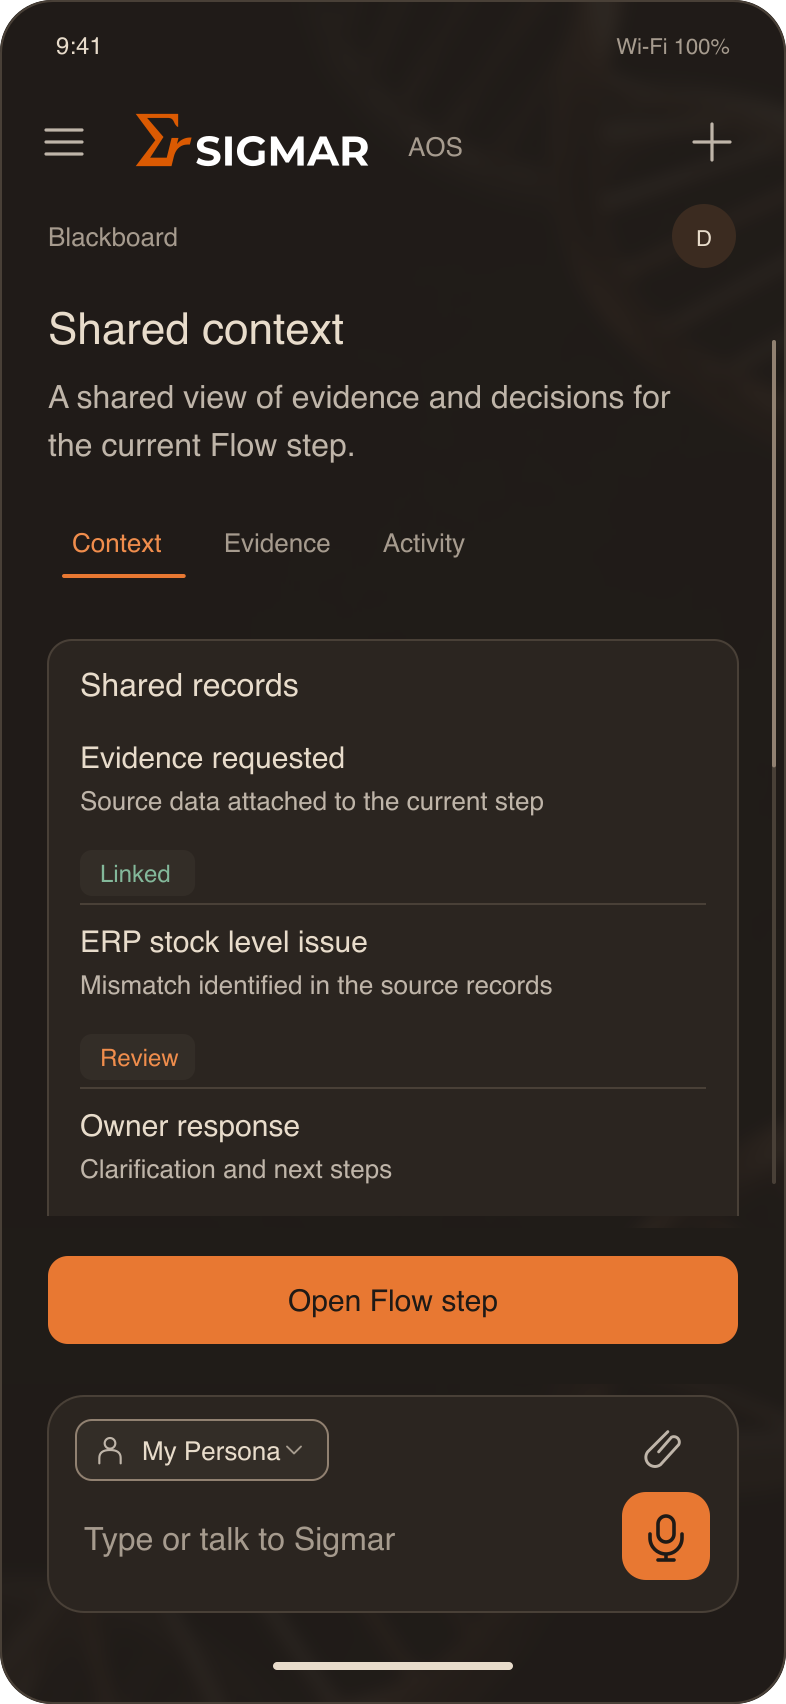 9:41
Wi-Fi 100%
Σr SIGMAR AOS
Blackboard
D
Shared context
A shared view of evidence and decisions for
the current Flow step.
Context Evidence Activity
Shared records
Evidence requested
Source data attached to the current step
Linked
ERP stock level issue
Mismatch identified in the source records
Review
Owner response
Clarification and next steps
Open Flow step
My Persona
Type or talk to Sigmar